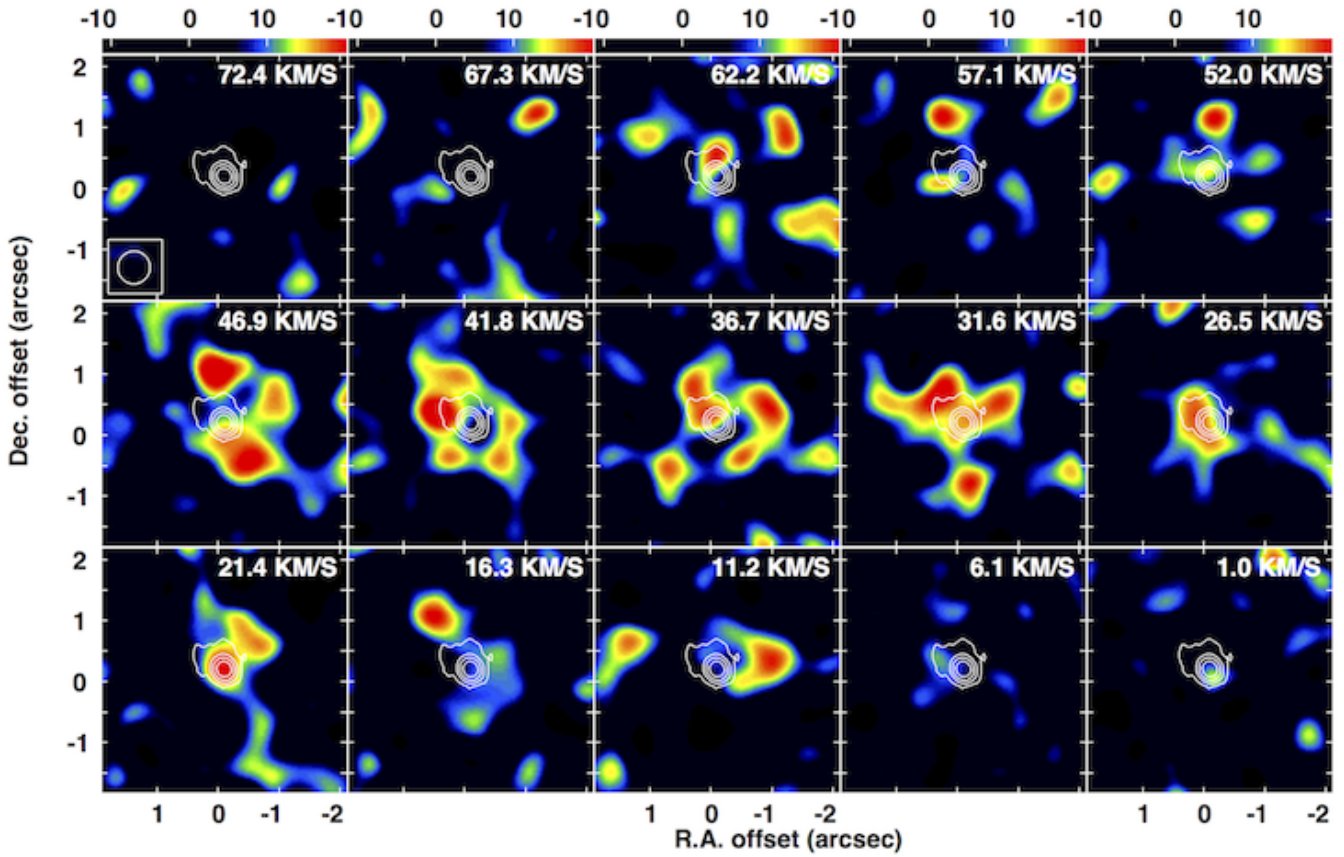 -10 0 10 -10 0 10 -10 0 10 -10 0 10 -10 0 10
72.4 KM/S 67.3 KM/S 62.2 KM/S 57.1 KM/S 52.0 KM/S
2
1
0
-1
46.9 KM/S 41.8 KM/S 36.7 KM/S 31.6 KM/S 26.5 KM/S
2
1
0
-1
Dec. offset (arcsec)
21.4 KM/S 16.3 KM/S 11.2 KM/S 6.1 KM/S 1.0 KM/S
2
1
0
-1
1 0 -1 -2 1 0 -1 -2 1 0 -1 -2
R.A. offset (arcsec)